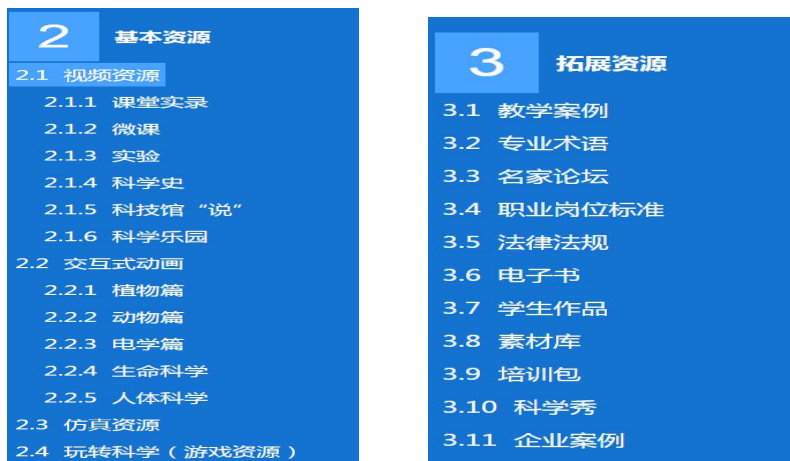 2 基本资源
2.1 视频资源
2.1.1 课堂实录
2.1.2 微课
2.1.3 实验
2.1.4 科学史
2.1.5 科技馆“说”
2.1.6 科学乐园
2.2 交互式动画
2.2.1 植物篇
2.2.2 动物篇
2.2.3 电学篇
2.2.4 生命科学
2.2.5 人体科学
2.3 仿真资源
2.4 玩转科学（游戏资源）
3 拓展资源
3.1 教学案例
3.2 专业术语
3.3 名家论坛
3.4 职业岗位标准
3.5 法律法规
3.6 电子书
3.7 学生作品
3.8 素材库
3.9 培训包
3.10 科学秀
3.11 企业案例